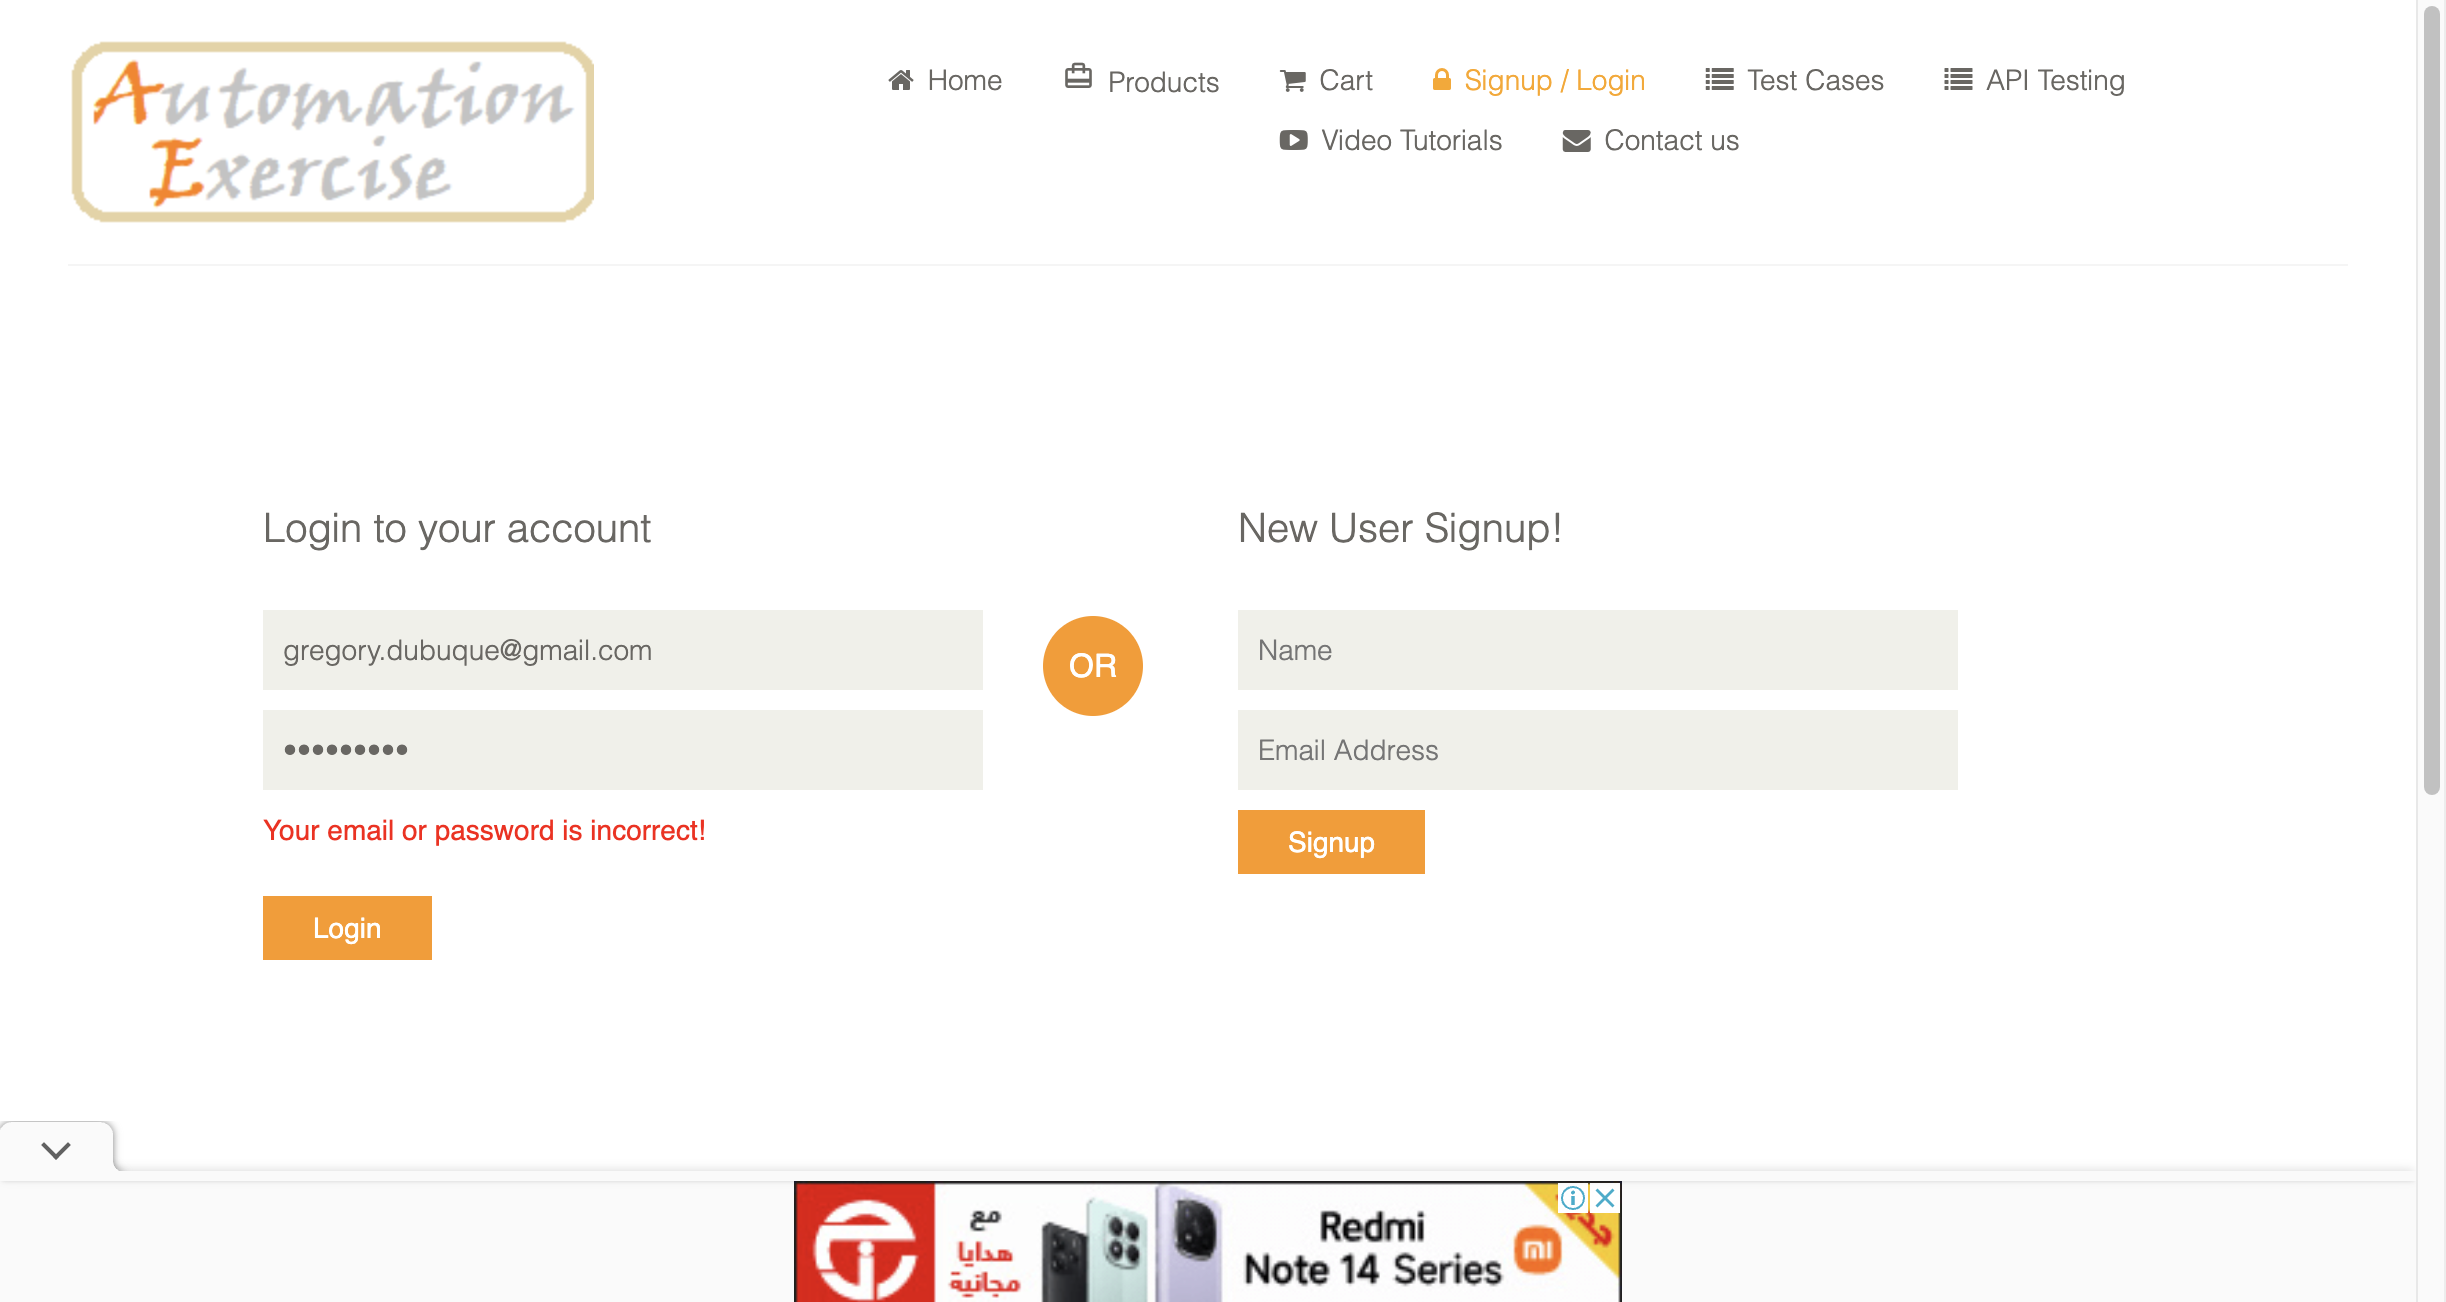 Automation
Exercise
Home
Products
Cart
Signup / Login
Test Cases
API Testing
Video Tutorials
Contact us
Login to your account
gregory.dubuque@gmail.com
•••••••••
Your email or password is incorrect!
Login
OR
New User Signup!
Name
Email Address
Signup
مع
هدايا
مجانية
Redmi
Note 14 Series
mi